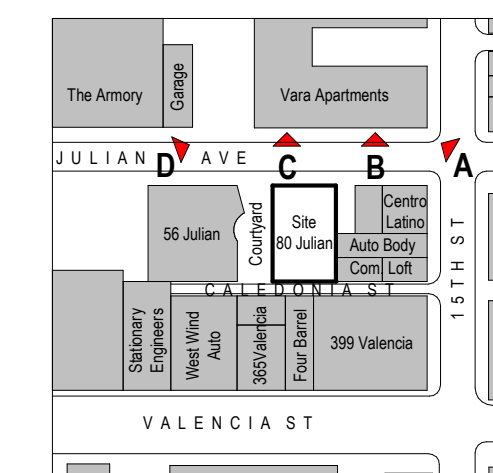 The Armory
Garage
Vara Apartments
JULIAN AVE
D
C
B
A
56 Julian
Courtyard
Site
80 Julian
Centro
Latino
Auto Body
Com Loft
15TH ST
CALEDONIA ST
Stationary
Engineers
West Wind
Auto
365Valencia
Four Barrel
399 Valencia
VALENCIA ST